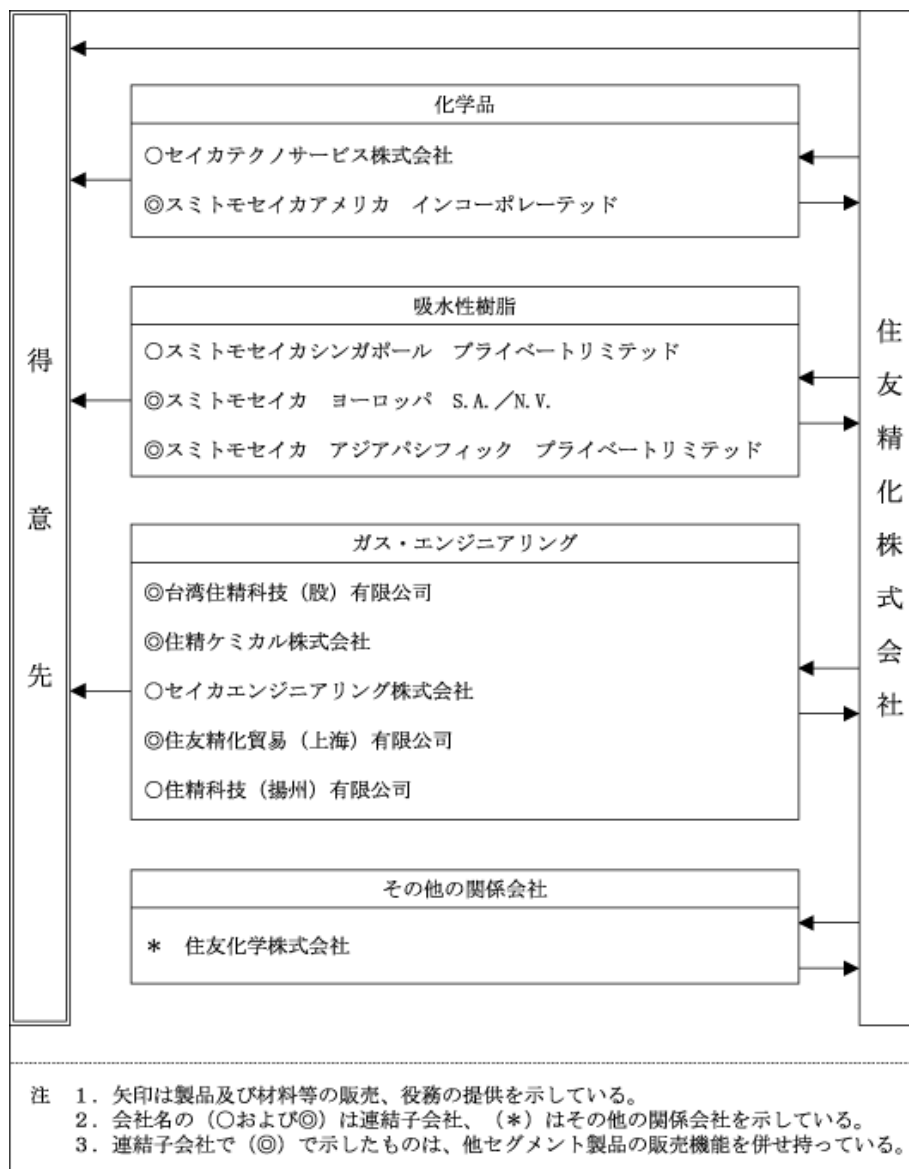 化学品
○セイカテクノサービス株式会社
◎スミトモセイカアメリカ　インコーポレーテッド
吸水性樹脂
○スミトモセイカシンガポール　プライベートリミテッド
◎スミトモセイカ　ヨーロッパ　S.A.／N.V.
◎スミトモセイカ　アジアパシフィック　プライベートリミテッド
ガス・エンジニアリング
◎台湾住精科技（股）有限公司
◎住精ケミカル株式会社
○セイカエンジニアリング株式会社
◎住友精化貿易（上海）有限公司
○住精科技（揚州）有限公司
その他の関係会社
＊　住友化学株式会社
得意先
住友精化株式会社
注　１．矢印は製品及び材料等の販売、役務の提供を示している。
２．会社名の（○および◎）は連結子会社、（＊）はその他の関係会社を示している。
３．連結子会社で（◎）で示したものは、他セグメント製品の販売機能を併せ持っている。